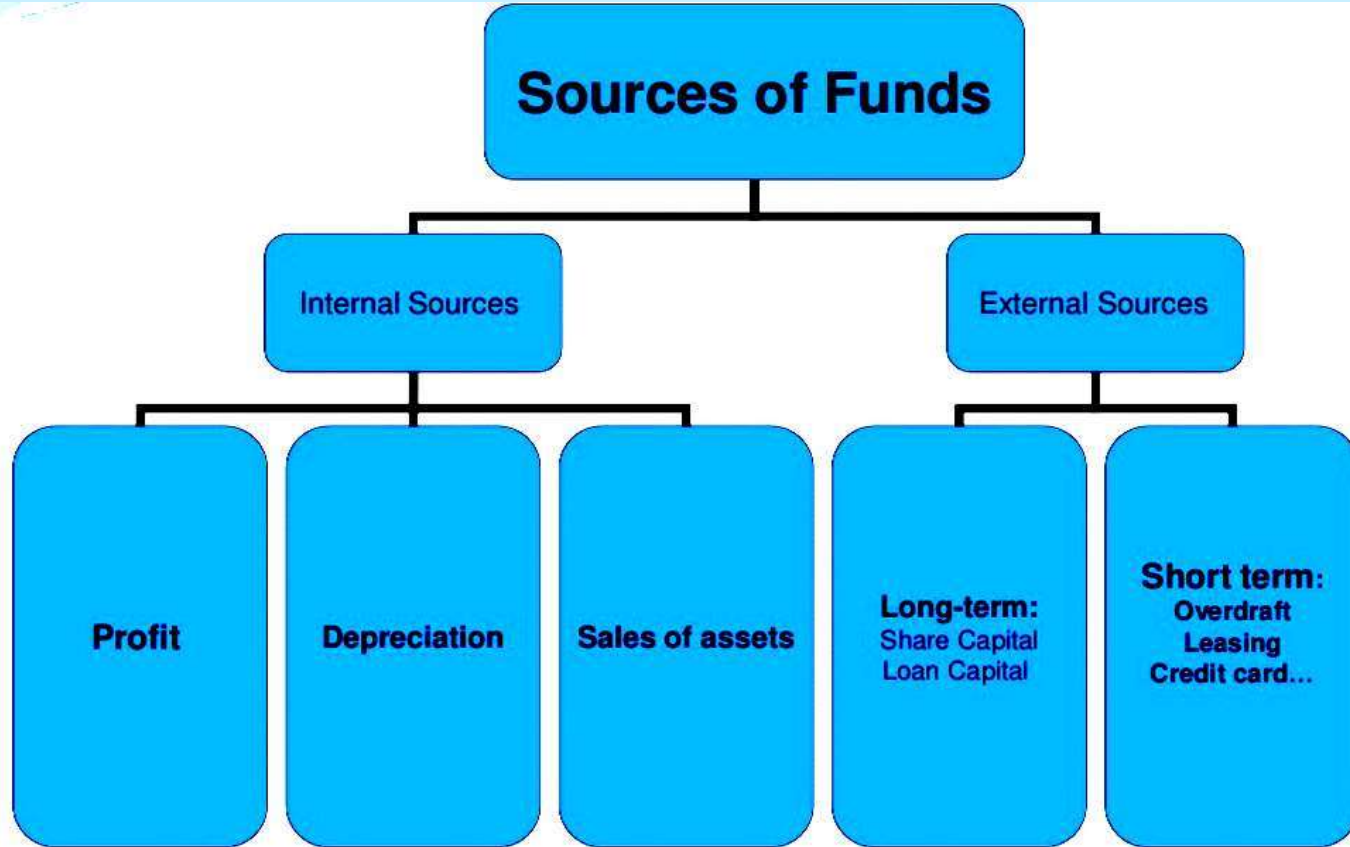 Sources of Funds
Internal Sources
External Sources
Profit
Depreciation
Sales of assets
Long-term:
Share Capital
Loan Capital
Short term:
Overdraft
Leasing
Credit card...